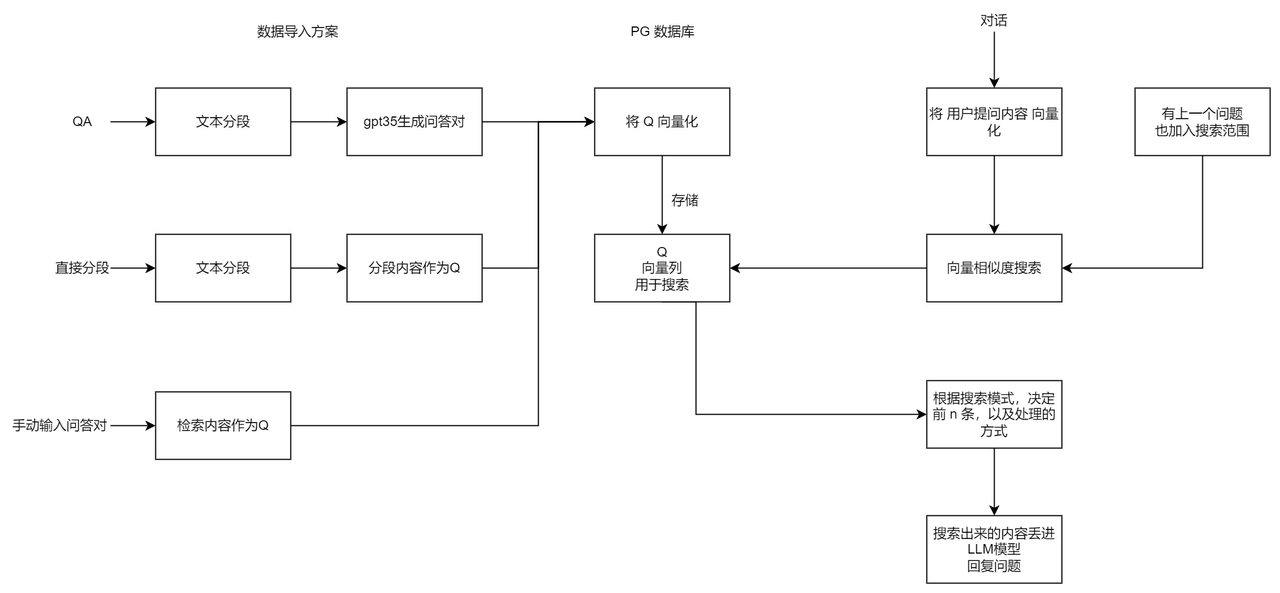 数据导入方案
PG 数据库
对话
QA
文本分段
gpt35生成问答对
将 Q 向量化
将 用户提问内容 向量
化
有上一个问题
也加入搜索范围
存储
直接分段
文本分段
分段内容作为Q
Q
向量列
用于搜索
向量相似度搜索
手动输入问答对
检索内容作为Q
根据搜索模式，决定
前 n 条，以及处理的
方式
搜索出来的内容丢进
LLM模型
回复问题